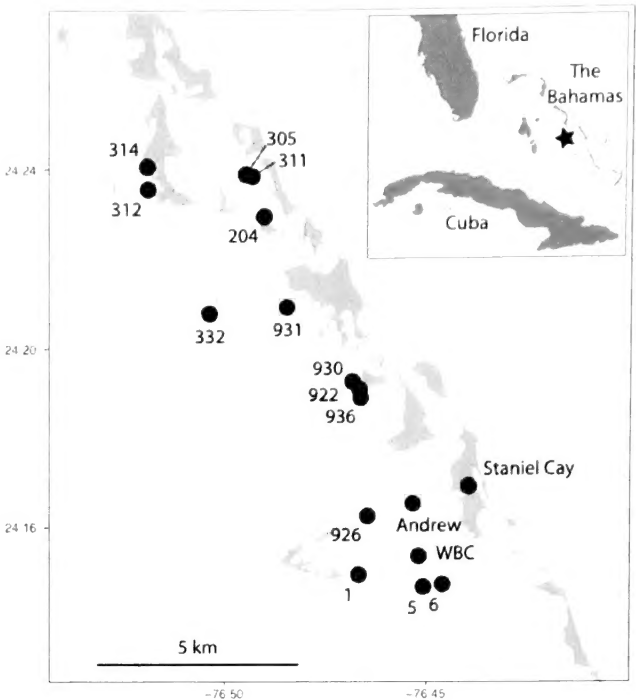 Florida
The
Bahamas
Cuba
305
314
311
24 24
312
204
332
931
24 20
930
922
936
Staniel Cay
926
Andrew
24 16
WBC
1
5
6
5 km
-76 50
-76 45